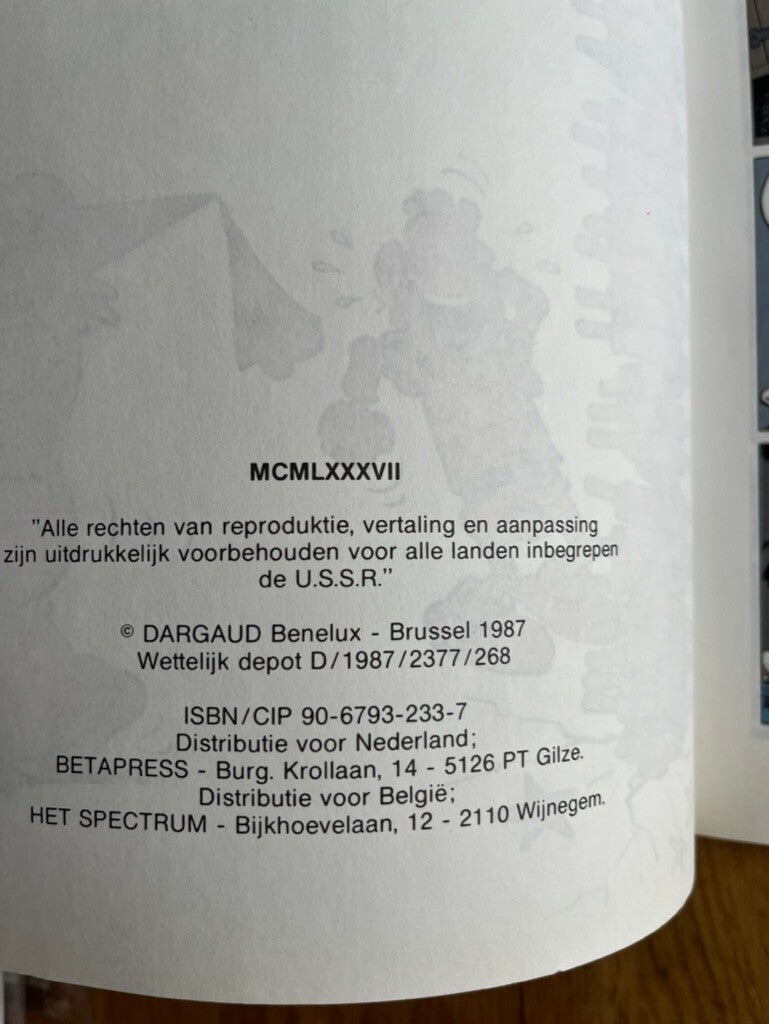 MCMLXXXVII
"Alle rechten van reproduktie, vertaling en aanpassing
zijn uitdrukkelijk voorbehouden voor alle landen inbegrepen
de U.S.S.R."
© DARGAUD Benelux - Brussel 1987
Wettelijk depot D/1987/2377/268
ISBN/CIP 90-6793-233-7
Distributie voor Nederland;
BETAPRESS - Burg. Krollaan, 14 - 5126 PT Gilze.
Distributie voor België;
HET SPECTRUM - Bijkhoevelaan, 12 - 2110 Wijnegem.